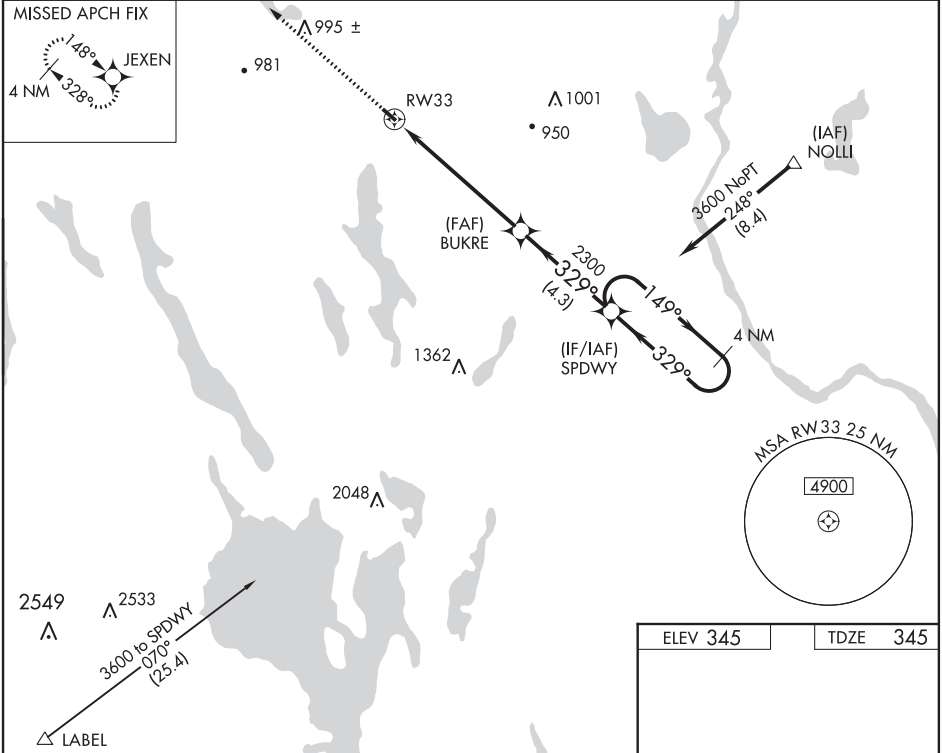 MISSED APCH FIX
148°
JEXEN
4 NM
328°
995 ±
981
RW33
1001
950
(IAF)
NOLLI
3600 NoPT
248°
(8.4)
(FAF)
BUKRE
2300
329°
(4.3)
149°
4 NM
(IF/IAF)
SPDWY
329°
1362
MSA RW33 25 NM
4900
2048
2549
2533
3600 to SPDWY
070°
(25.4)
LABEL
ELEV 345
TDZE 345